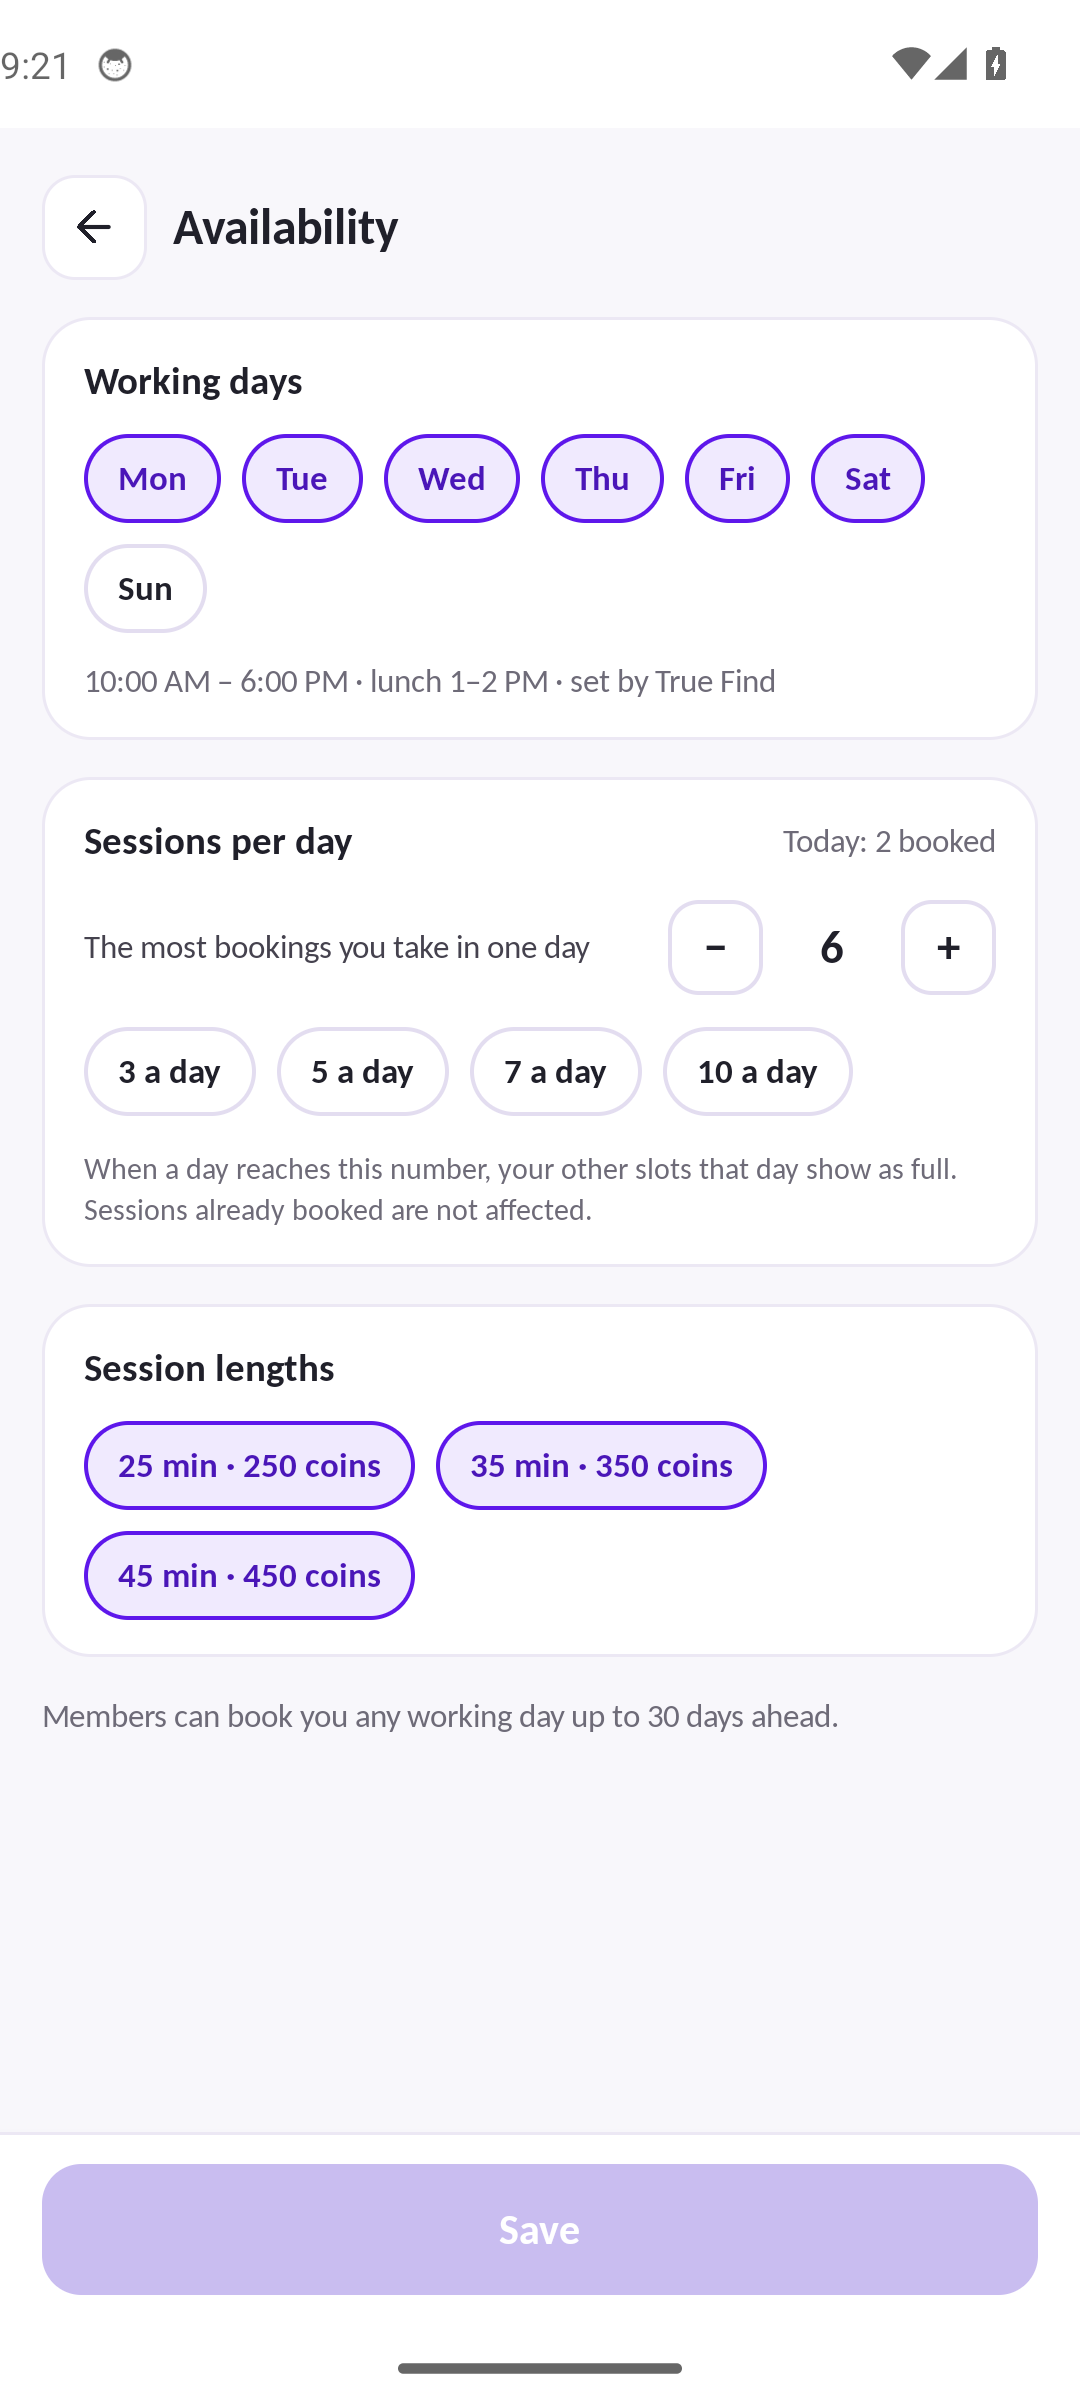 9:21
Availability
Working days
Mon Tue Wed Thu Fri Sat
Sun
10:00 AM – 6:00 PM · lunch 1–2 PM · set by True Find
Sessions per day Today: 2 booked
The most bookings you take in one day − 6 +
3 a day 5 a day 7 a day 10 a day
When a day reaches this number, your other slots that day show as full.
Sessions already booked are not affected.
Session lengths
25 min · 250 coins 35 min · 350 coins
45 min · 450 coins
Members can book you any working day up to 30 days ahead.
Save